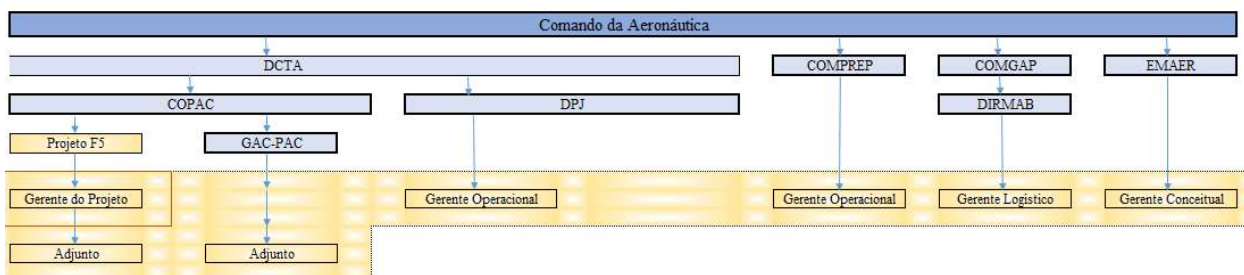 Comando da Aeronáutica
DCTA
COMPREP
COMGAP
EMAER
COPAC
DPJ
DIRMAB
Projeto F5
GAC-PAC
Gerente do Projeto
Gerente Operacional
Gerente Operacional
Gerente Logistico
Gerente Conceitual
Adjunto
Adjunto